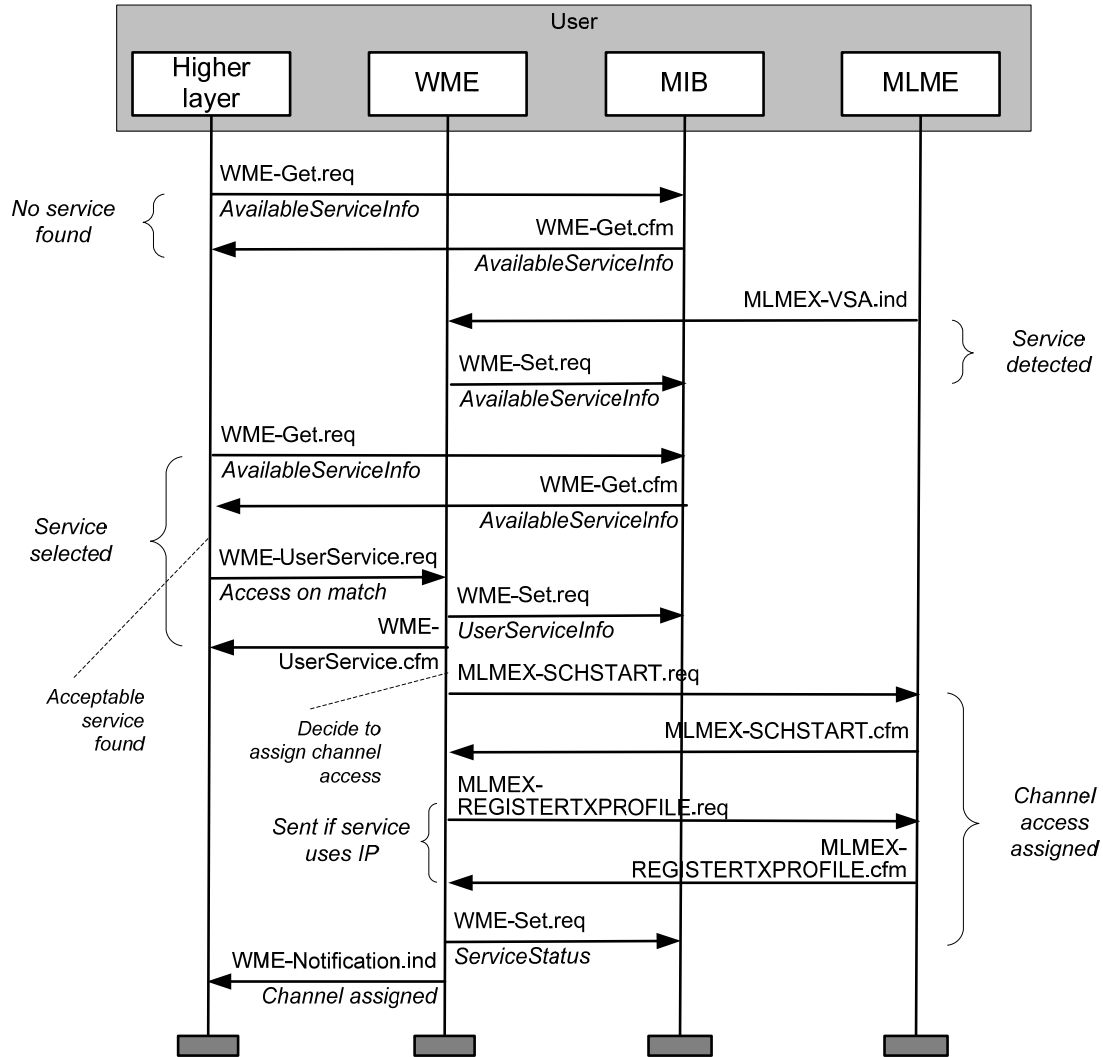 User
Higher
layer
WME
MIB
MLME
WME-Get.req
AvailableServiceInfo
No service
found
WME-Get.cfm
AvailableServiceInfo
MLMEX-VSA.ind
Service
detected
WME-Set.req
AvailableServiceInfo
WME-Get.req
AvailableServiceInfo
WME-Get.cfm
AvailableServiceInfo
Service
selected
WME-UserService.req
Access on match
WME-Set.req
UserServiceInfo
WME-
UserService.cfm
MLMEX-SCHSTART.req
Acceptable
service
found
Decide to
assign channel
access
MLMEX-SCHSTART.cfm
MLMEX-
REGISTERTXPROFILE.req
Sent if service
uses IP
Channel
access
assigned
MLMEX-
REGISTERTXPROFILE.cfm
WME-Set.req
ServiceStatus
WME-Notification.ind
Channel assigned